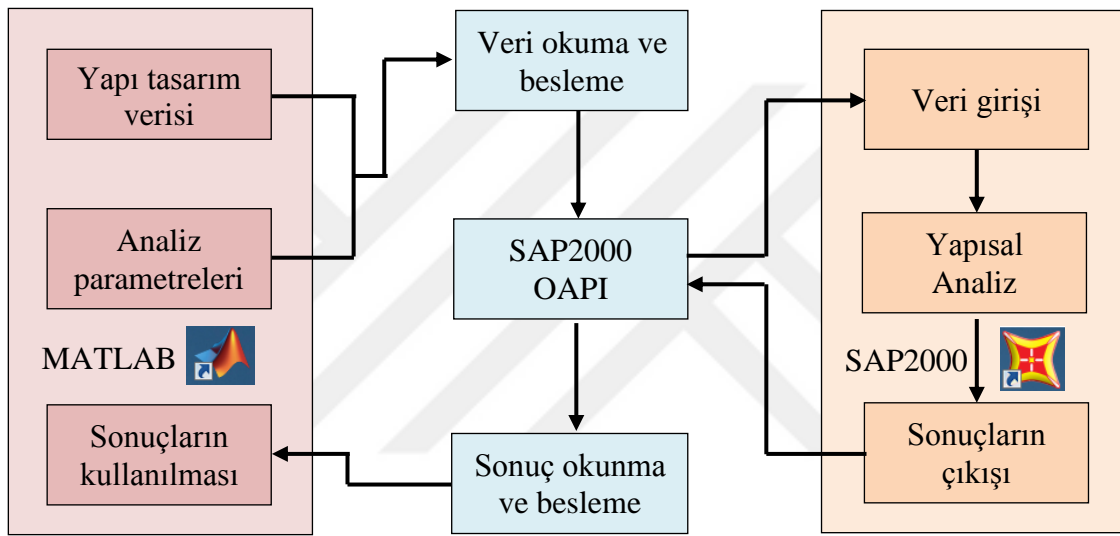 Yapı tasarım
verisi
Analiz
parametreleri
MATLAB
Sonuçların
kullanılması
Veri okuma ve
besleme
SAP2000
OAPI
Sonuç okunma
ve besleme
Veri girişi
Yapısal
Analiz
SAP2000
Sonuçların
çıkışı